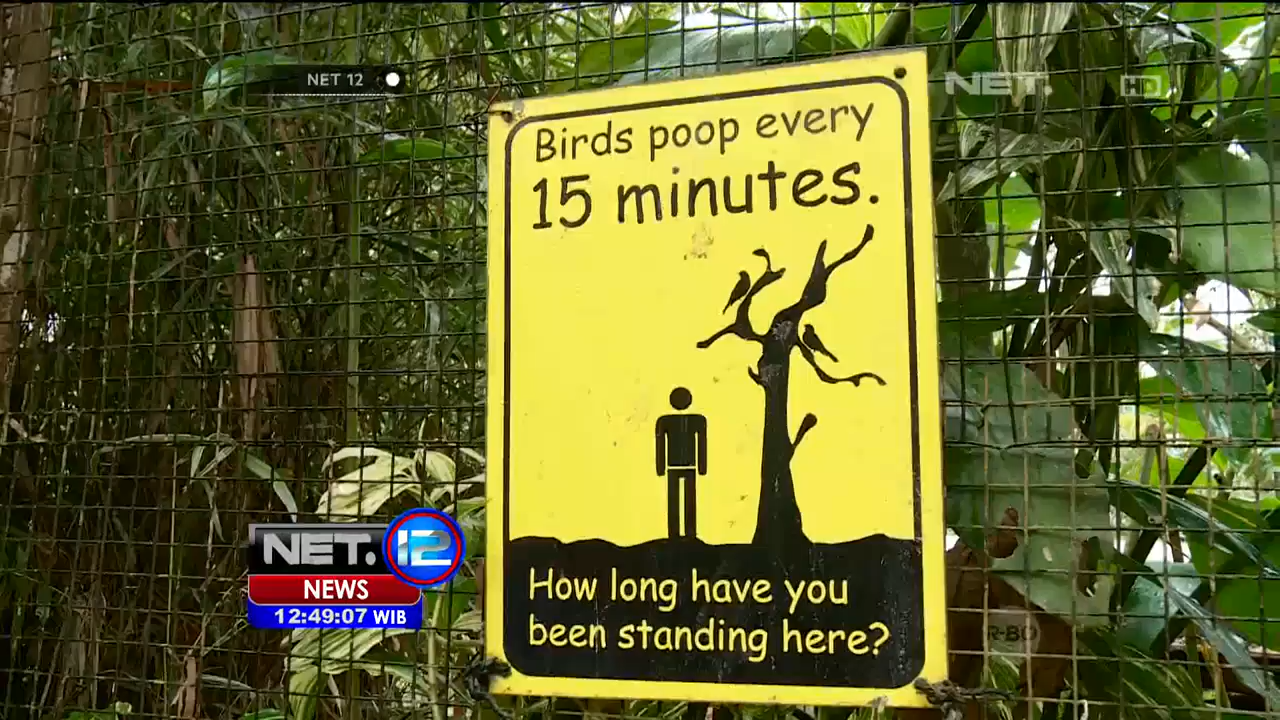 NET 12
NET. HD
Birds poop every
15 minutes.
How long have you
been standing here?
NET. 12
NEWS
12:49:07 WIB
R-BO